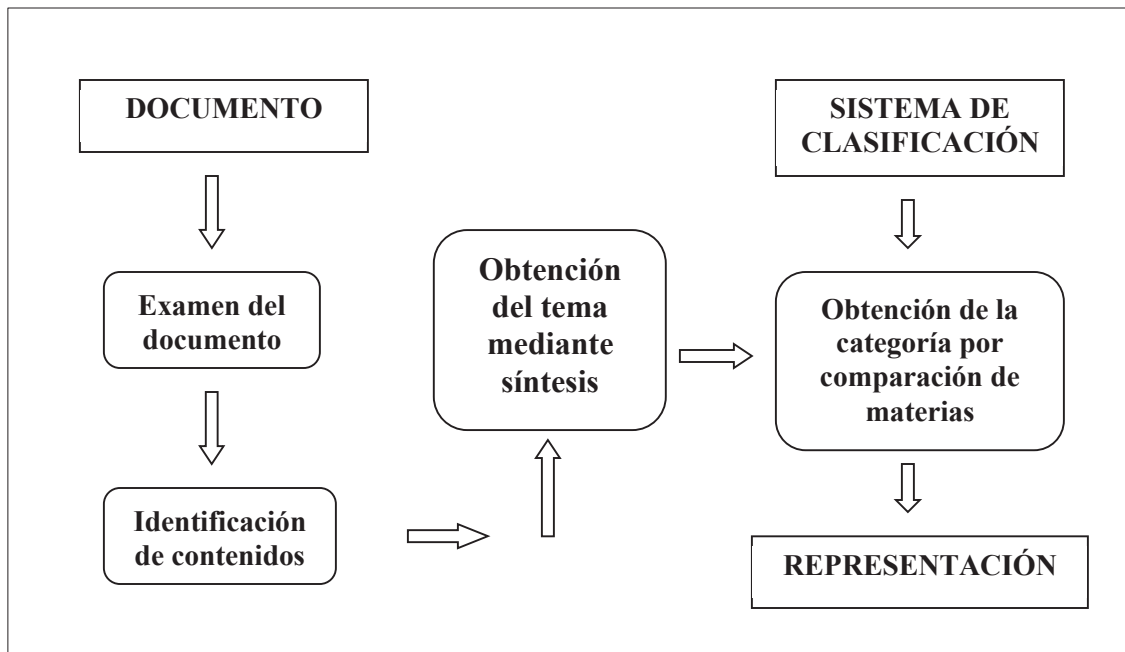 DOCUMENTO
Examen del
documento
Identificación
de contenidos
Obtención
del tema
mediante
síntesis
SISTEMA DE
CLASIFICACIÓN
Obtención de la
categoría por
comparación de
materias
REPRESENTACIÓN